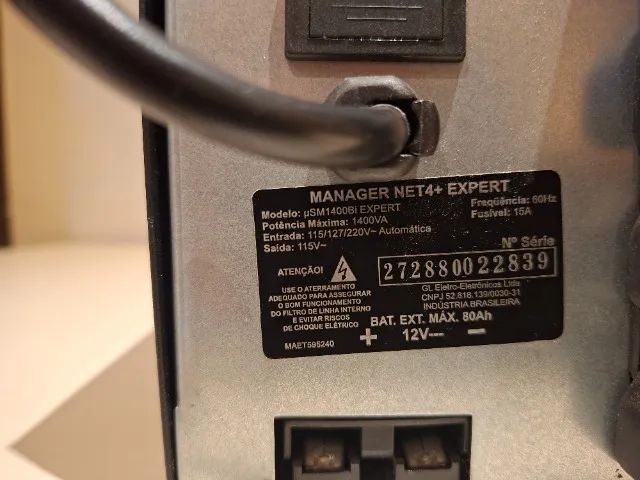 MANAGER NET4+ EXPERT
Modelo: µSM1400Bi EXPERT
Freqüência: 60Hz
Potência Máxima: 1400VA
Fusível: 15A
Entrada: 115/127/220V~ Automática
Saída: 115V~
Nº Série
ATENÇÃO!
272880022839
USE O ATERRAMENTO
ADEQUADO PARA ASSEGURAR
O BOM FUNCIONAMENTO
DO FILTRO DE LINHA INTERNO
E EVITAR RISCOS
DE CHOQUE ELÉTRICO
GL Eletro-Eletrônicos Ltda
CNPJ 52.618.139/0030-31
INDÚSTRIA BRASILEIRA
BAT. EXT. MÁX. 80Ah
+ 12V⎓ −
MAET595240